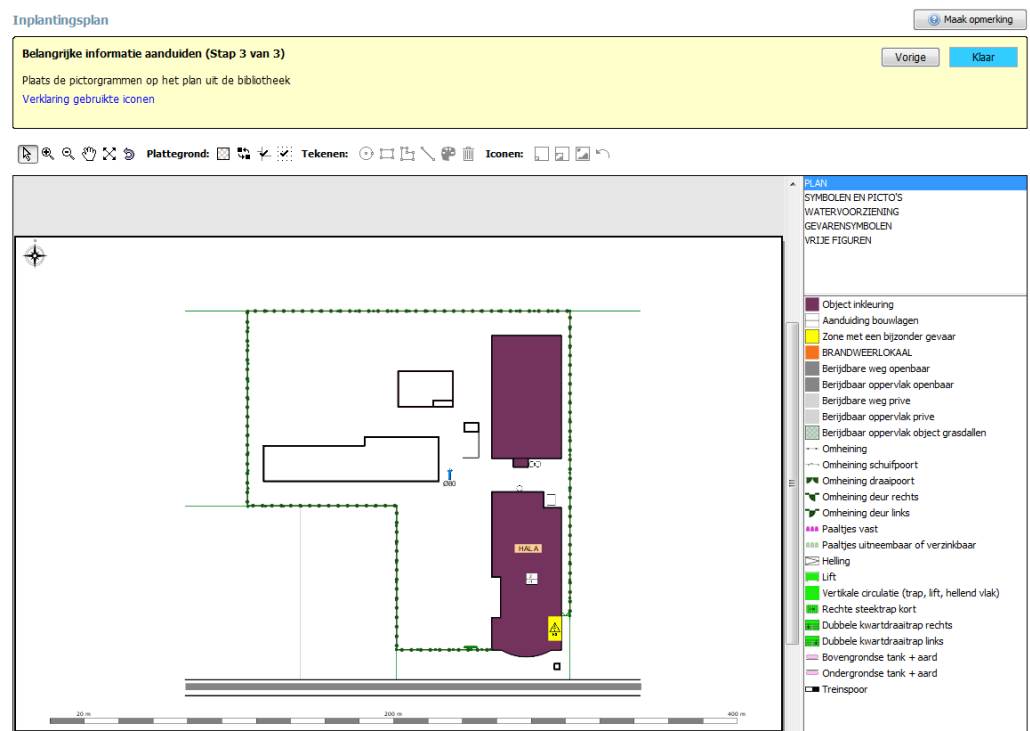 Inplantingsplan
Maak opmerking
Belangrijke informatie aanduiden (Stap 3 van 3)
Vorige
Klaar
Plaats de pictorgrammen op het plan uit de bibliotheek
Verklaring gebruikte iconen
Plattegrond:
Tekenen:
Iconen:
PLAN
SYMBOLEN EN PICTO'S
WATERVOORZIENING
GEVARENSYMBOLEN
VRIJE FIGUREN
Object inkleuring
Aanduiding bouwlagen
Zone met een bijzonder gevaar
BRANDWEERLOKAAL
Berijdbare weg openbaar
Berijdbaar oppervlak openbaar
Berijdbare weg prive
Berijdbaar oppervlak prive
Berijdbaar oppervlak object grasdallen
Omheining
Omheining schuifpoort
Omheining draaipoort
Omheining deur rechts
Omheining deur links
Paaltjes vast
Paaltjes uitneembaar of verzinkbaar
Helling
Lift
Vertikale circulatie (trap, lift, hellend vlak)
Rechte steektrap kort
Dubbele kwartdraaitrap rechts
Dubbele kwartdraaitrap links
Bovengrondse tank + aard
Ondergrondse tank + aard
Treinspoor
Ø80
HAL A
20 m
200 m
400 m